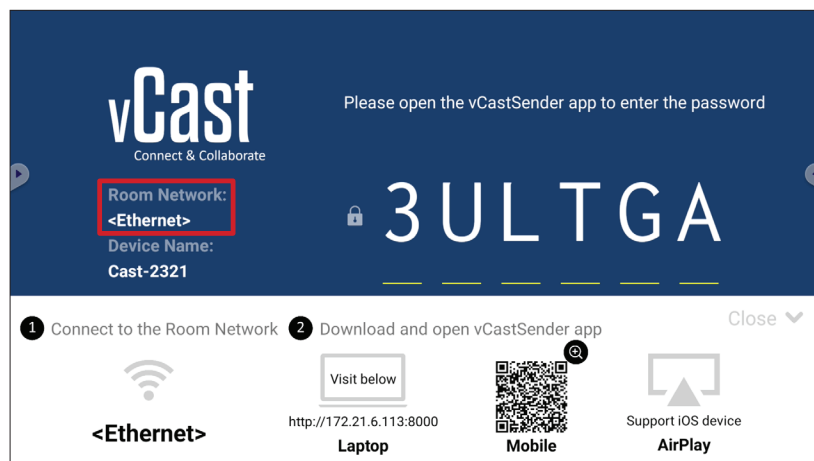 vCast
Connect & Collaborate
Please open the vCastSender app to enter the password
Room Network:
<Ethernet>
Device Name:
Cast-2321
3ULTGA
1 Connect to the Room Network
2 Download and open vCastSender app
Close
<Ethernet>
Visit below
http://172.21.6.113:8000
Laptop
Mobile
Support iOS device
AirPlay